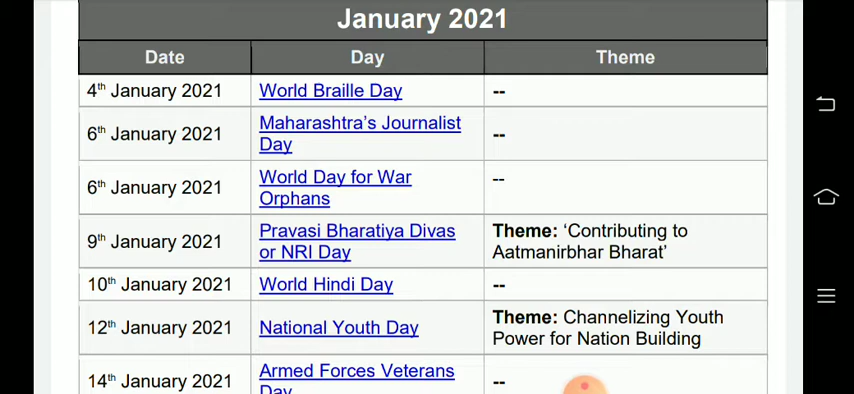 January 2021
Date Day Theme
4th January 2021 World Braille Day --
6th January 2021 Maharashtra's Journalist Day --
6th January 2021 World Day for War Orphans --
9th January 2021 Pravasi Bharatiya Divas or NRI Day Theme: ‘Contributing to Aatmanirbhar Bharat’
10th January 2021 World Hindi Day --
12th January 2021 National Youth Day Theme: Channelizing Youth Power for Nation Building
14th January 2021 Armed Forces Veterans Day --